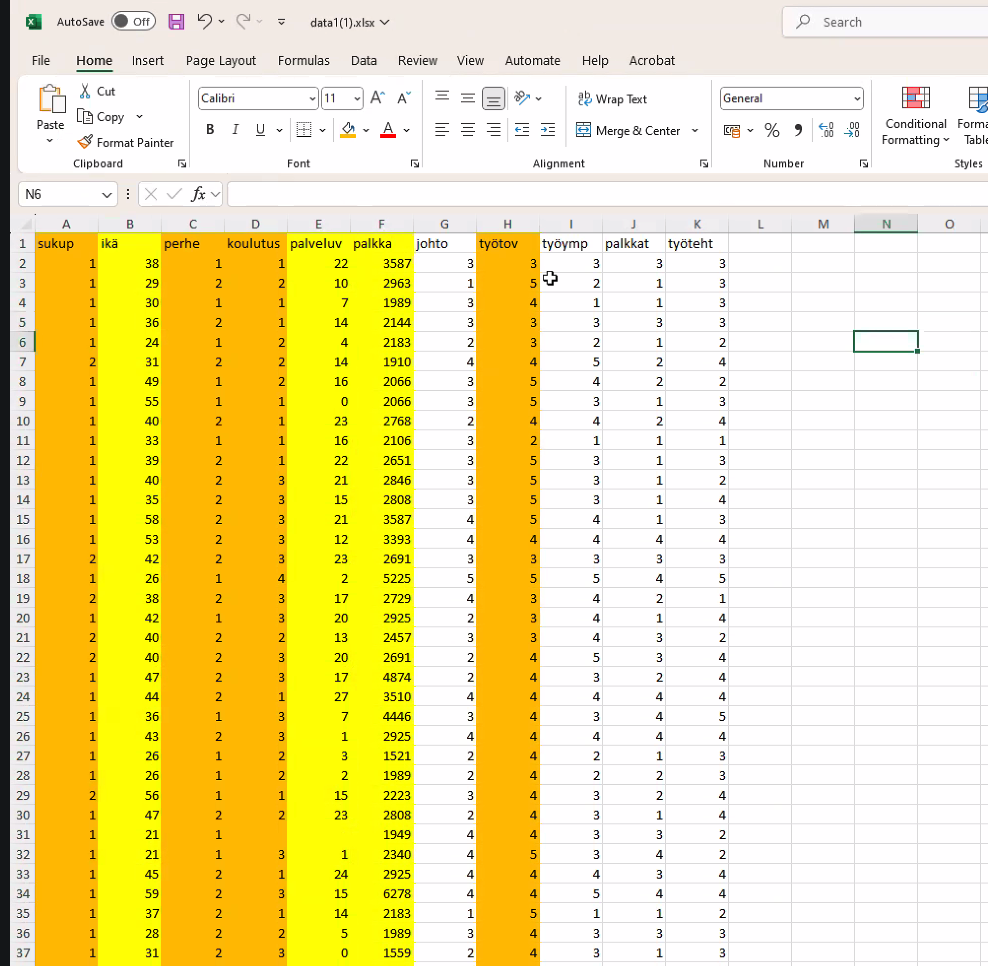 AutoSave Off data1(1).xlsx Search
File Home Insert Page Layout Formulas Data Review View Automate Help Acrobat
Paste Cut Copy Format Painter Calibri 11 A A B I U A Wrap Text Merge & Center General % Conditional Formatting Forma Table
Clipboard Font Alignment Number Styles
N6 fx
A B C D E F G H I J K L M N O
1 sukup ikä perhe koulutus palveluv palkka johto työtov työymp palkkat työteht
2 1 38 1 1 22 3587 3 3 3 3 3
3 1 29 2 2 10 2963 1 5 2 1 3
4 1 30 1 1 7 1989 3 4 1 1 3
5 1 36 2 1 14 2144 3 3 3 3 3
6 1 24 1 2 4 2183 2 3 2 1 2
7 2 31 2 2 14 1910 4 4 5 2 4
8 1 49 1 2 16 2066 3 5 4 2 2
9 1 55 1 1 0 2066 3 5 3 1 3
10 1 40 2 1 23 2768 2 4 4 2 4
11 1 33 1 1 16 2106 3 2 1 1 1
12 1 39 2 1 22 2651 3 5 3 1 3
13 1 40 2 3 21 2846 3 5 3 1 2
14 1 35 2 3 15 2808 3 5 3 1 4
15 1 58 2 3 21 3587 4 5 4 1 3
16 1 53 2 3 12 3393 4 4 4 4 4
17 2 42 2 3 23 2691 3 3 3 3 3
18 1 26 1 4 2 5225 5 5 5 4 5
19 2 38 2 3 17 2729 4 3 4 2 1
20 1 42 1 3 20 2925 2 3 4 1 4
21 2 40 2 2 13 2457 3 3 4 3 2
22 2 40 2 3 20 2691 2 4 5 3 4
23 1 47 2 3 17 4874 2 4 3 2 4
24 1 44 2 1 27 3510 4 4 4 4 4
25 1 36 1 3 7 4446 3 4 3 4 5
26 1 43 2 3 1 2925 4 4 4 4 4
27 1 26 1 2 3 1521 2 4 2 1 3
28 1 26 1 2 2 1989 2 4 2 2 3
29 2 56 1 1 15 2223 3 4 3 2 4
30 1 47 2 2 23 2808 2 4 3 1 4
31 1 21 1 1949 4 4 3 3 2
32 1 21 1 3 1 2340 4 5 3 4 2
33 1 45 2 1 24 2925 4 4 4 3 4
34 1 59 2 3 15 6278 4 4 5 4 4
35 1 37 2 1 14 2183 1 5 1 1 2
36 1 28 2 2 5 1989 3 4 3 3 3
37 1 31 2 3 0 1559 2 4 3 1 3